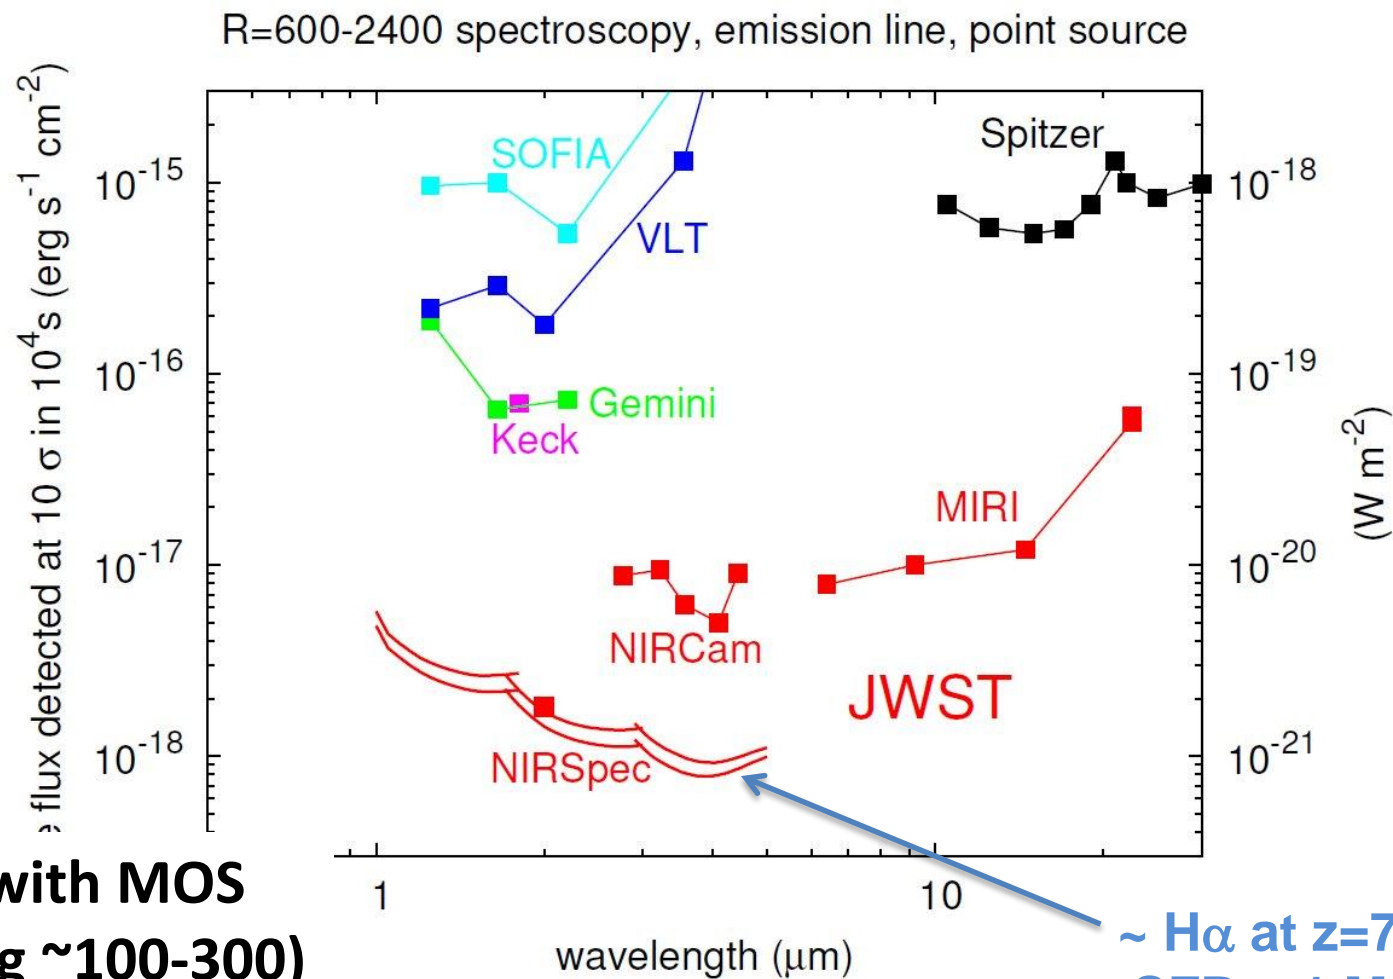 R=600-2400 spectroscopy, emission line, point source
flux detected at 10 σ in 10⁴s (erg s⁻¹ cm⁻²)
10⁻¹⁵
10⁻¹⁶
10⁻¹⁷
10⁻¹⁸
SOFIA
Spitzer
VLT
Gemini
Keck
MIRI
NIRCam
JWST
NIRSpec
10⁻¹⁸
10⁻¹⁹
10⁻²⁰
10⁻²¹
(W m⁻²)
1
10
wavelength (μm)
with MOS
~100-300)
~ Hα at z=7